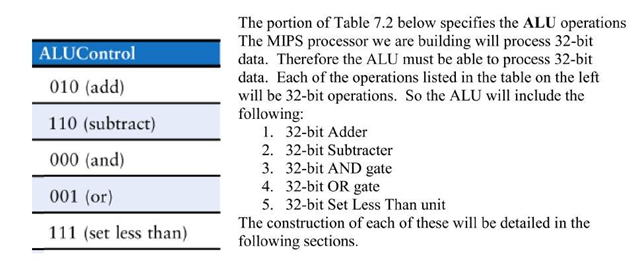 ALUControl
010 (add)
110 (subtract)
000 (and)
001 (or)
111 (set less than)
The portion of Table 7.2 below specifies the ALU operations
The MIPS processor we are building will process 32-bit
data. Therefore the ALU must be able to process 32-bit
data. Each of the operations listed in the table on the left
will be 32-bit operations. So the ALU will include the
following:
1. 32-bit Adder
2. 32-bit Subtracter
3. 32-bit AND gate
4. 32-bit OR gate
5. 32-bit Set Less Than unit
The construction of each of these will be detailed in the
following sections.